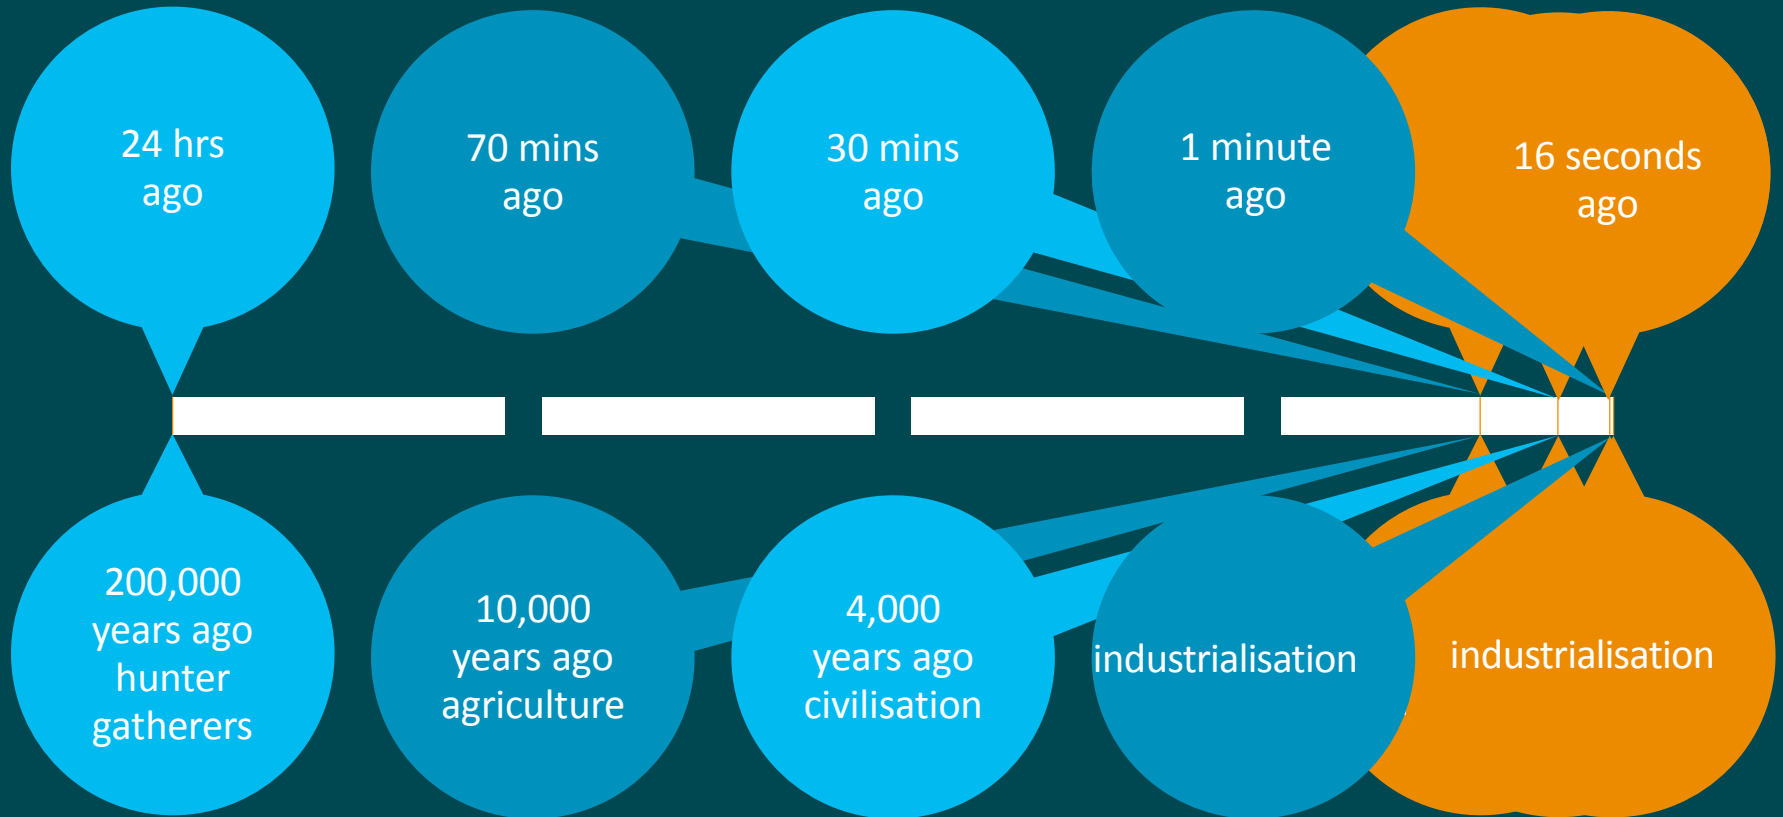 24 hrs
ago
70 mins
ago
30 mins
ago
1 minute
ago
16 seconds
ago
200,000
years ago
hunter
gatherers
10,000
years ago
agriculture
4,000
years ago
civilisation
industrialisation
industrialisation